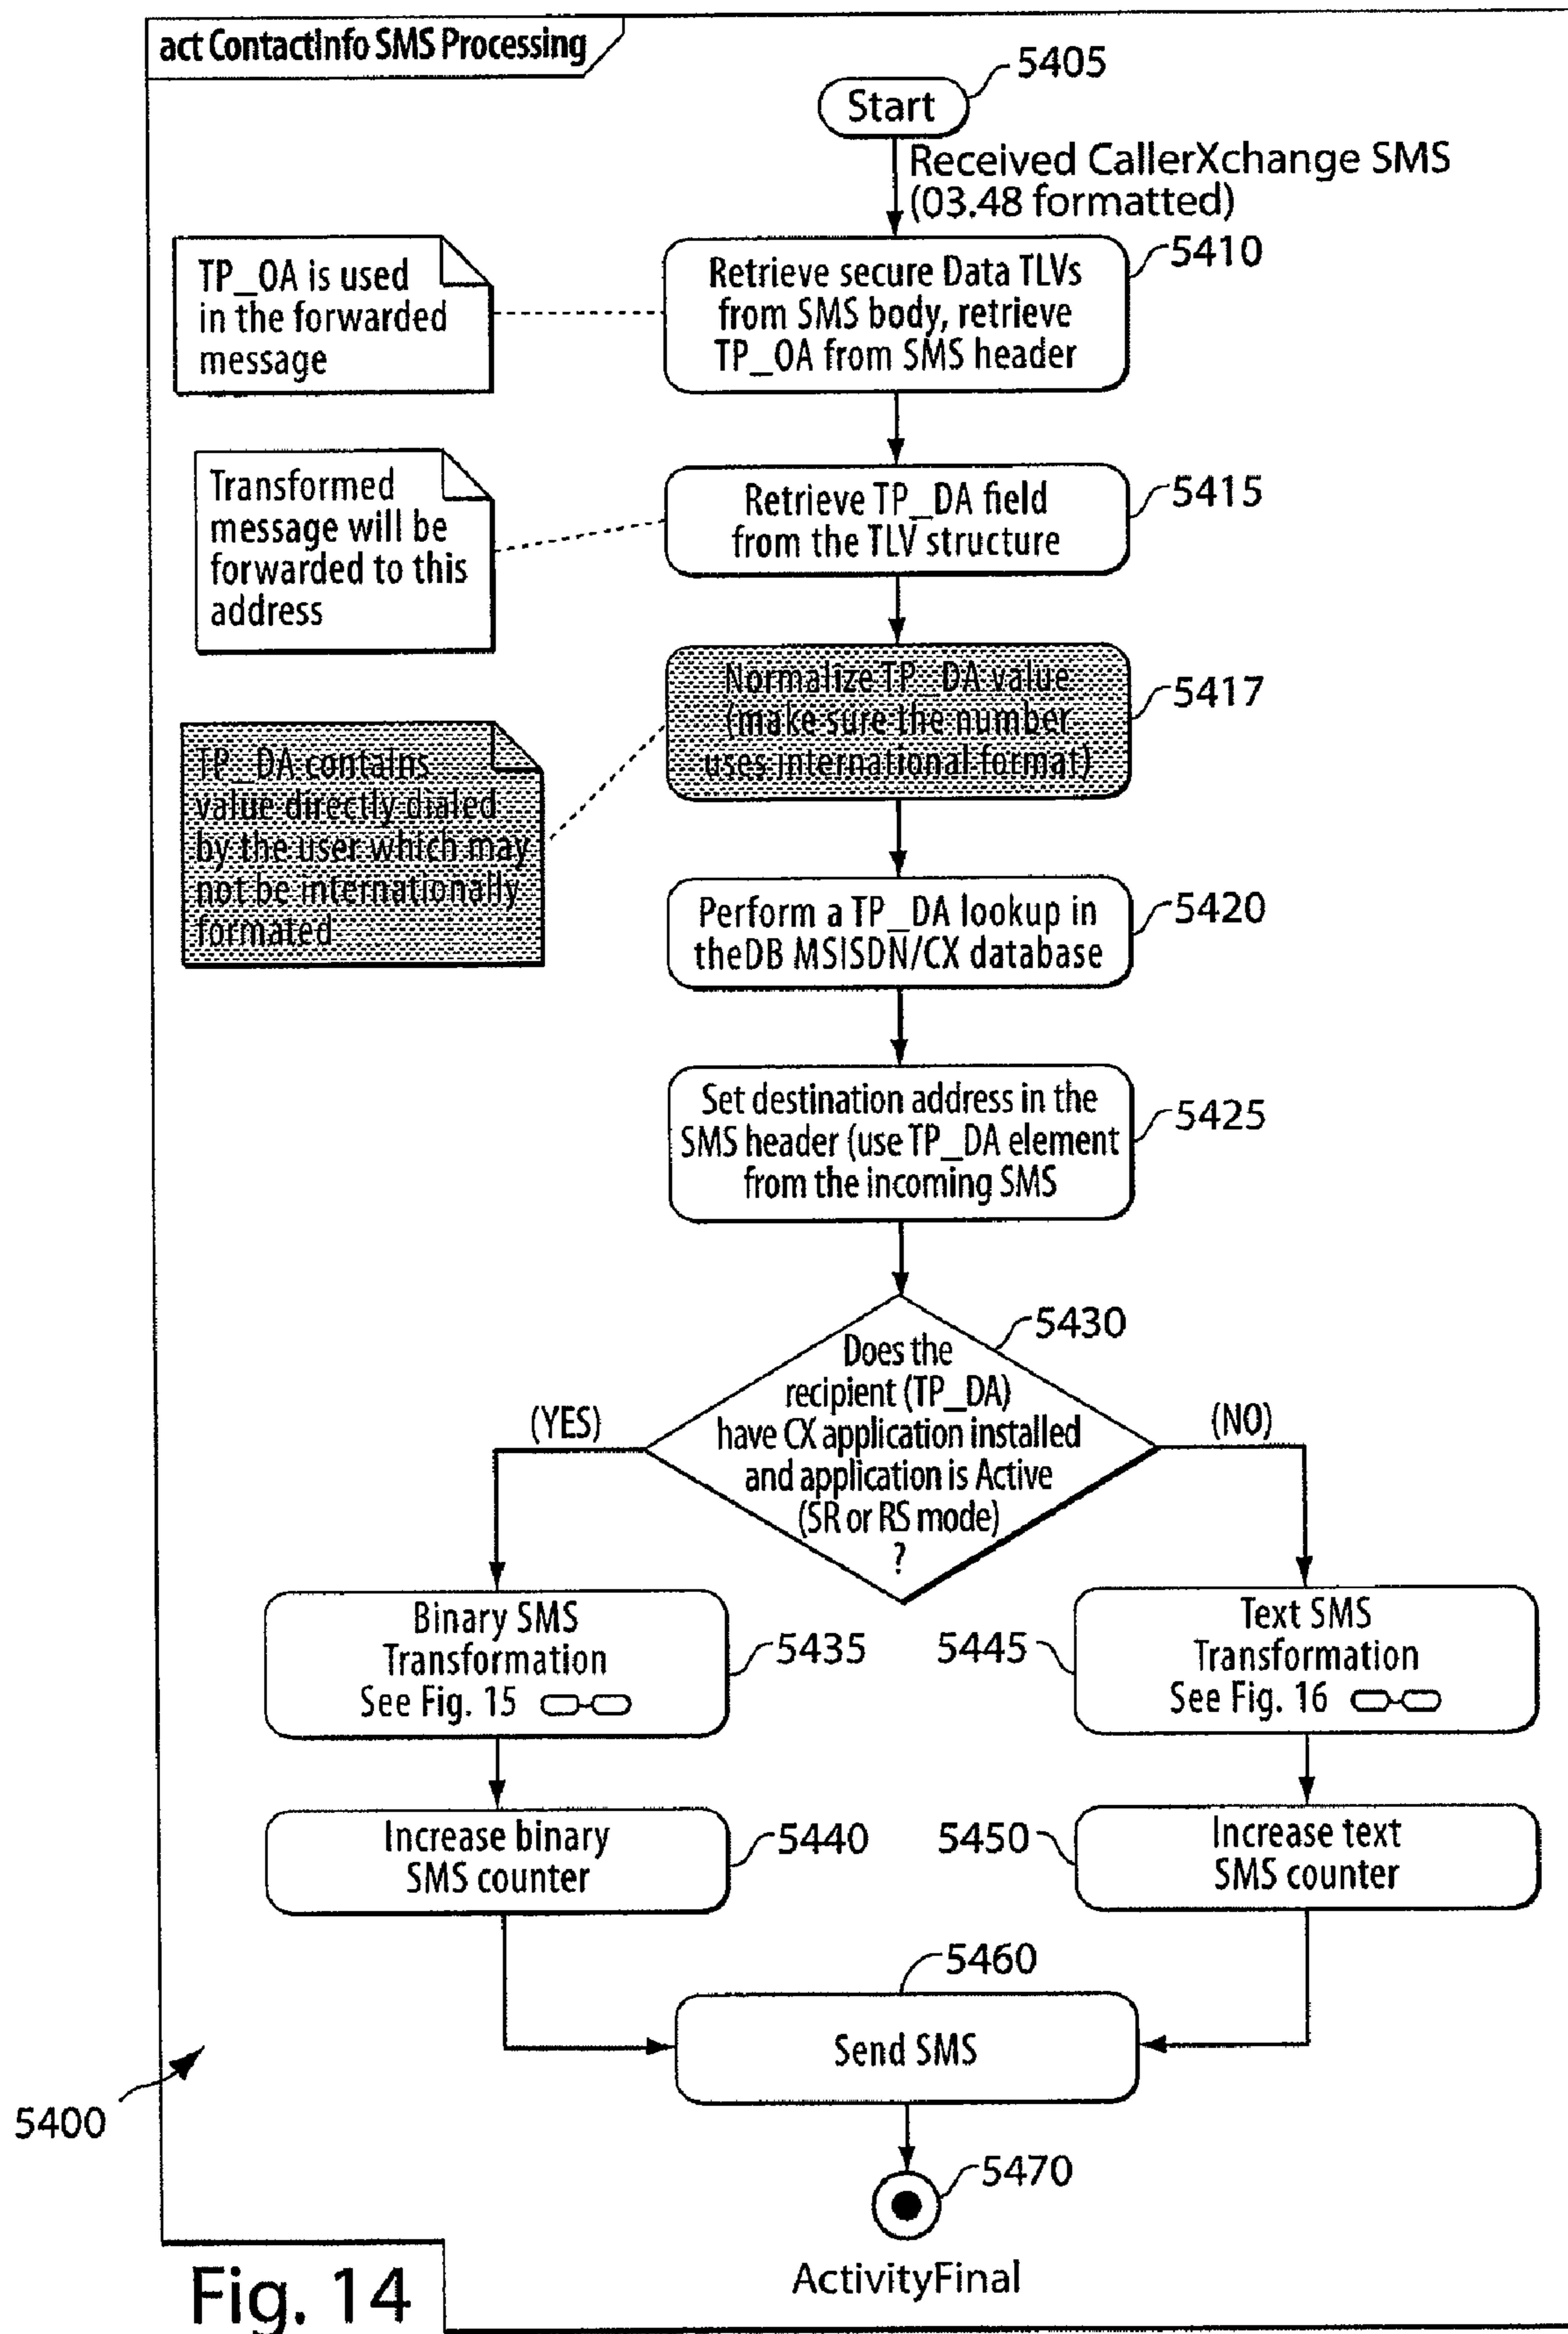 act ContactInfo SMS Processing
Start
5405
Received CallerXchange SMS
(03.48 formatted)
TP_OA is used
in the forwarded
message
Retrieve secure Data TLVs
from SMS body, retrieve
TP_OA from SMS header
5410
Transformed
message will be
forwarded to this
address
Retrieve TP_DA field
from the TLV structure
5415
TP_DA contains
value directly dialed
by the user which may
not be internationally
formated
Normalize TP_DA value
(make sure the number
uses international format)
5417
Perform a TP_DA lookup in
theDB MSISDN/CX database
5420
Set destination address in the
SMS header (use TP_DA element
from the incoming SMS
5425
Does the
recipient (TP_DA)
have CX application installed
and application is Active
(SR or RS mode)
?
5430
(YES)
(NO)
Binary SMS
Transformation
See Fig. 15
5435
5445
Text SMS
Transformation
See Fig. 16
Increase binary
SMS counter
5440
5450
Increase text
SMS counter
5460
Send SMS
5400
5470
ActivityFinal
Fig. 14